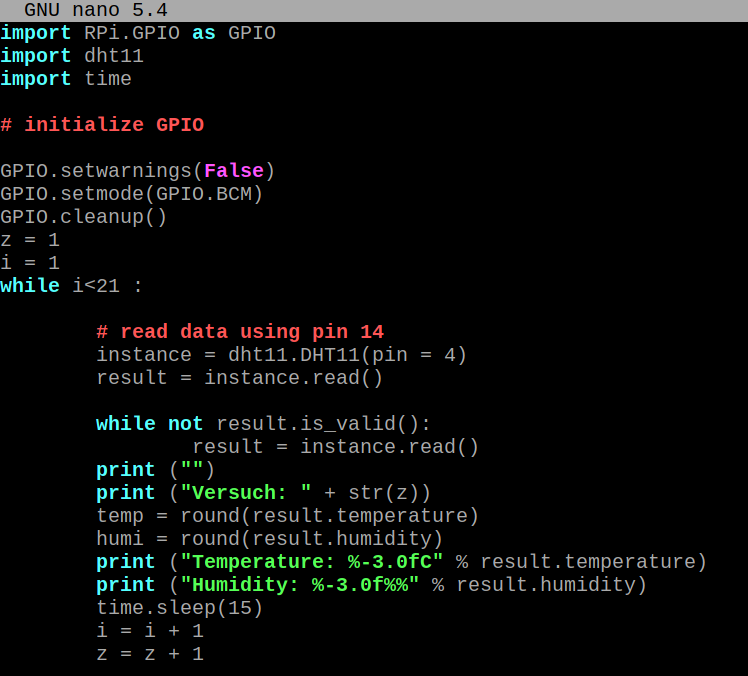 GNU nano 5.4
import RPi.GPIO as GPIO
import dht11
import time
# initialize GPIO
GPIO.setwarnings(False)
GPIO.setmode(GPIO.BCM)
GPIO.cleanup()
z = 1
i = 1
while i<21 :
# read data using pin 14
instance = dht11.DHT11(pin = 4)
result = instance.read()
while not result.is_valid():
result = instance.read()
print ("")
print ("Versuch: " + str(z))
temp = round(result.temperature)
humi = round(result.humidity)
print ("Temperature: %-3.0fC" % result.temperature)
print ("Humidity: %-3.0f%%" % result.humidity)
time.sleep(15)
i = i + 1
z = z + 1